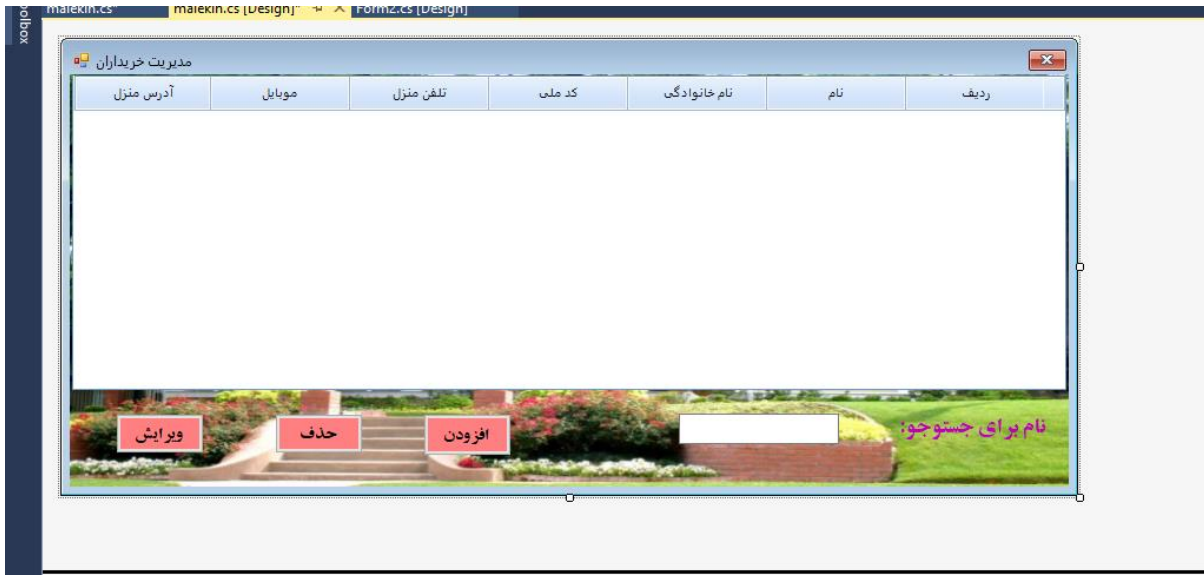 malekin.cs*
malekin.cs [Design]*
Form2.cs [Design]
oolbox
مدیریت خریداران
ردیف
نام
نام خانوادگی
کد ملی
تلفن منزل
موبایل
آدرس منزل
نام برای جستوجو:
افزودن
حذف
ویرایش